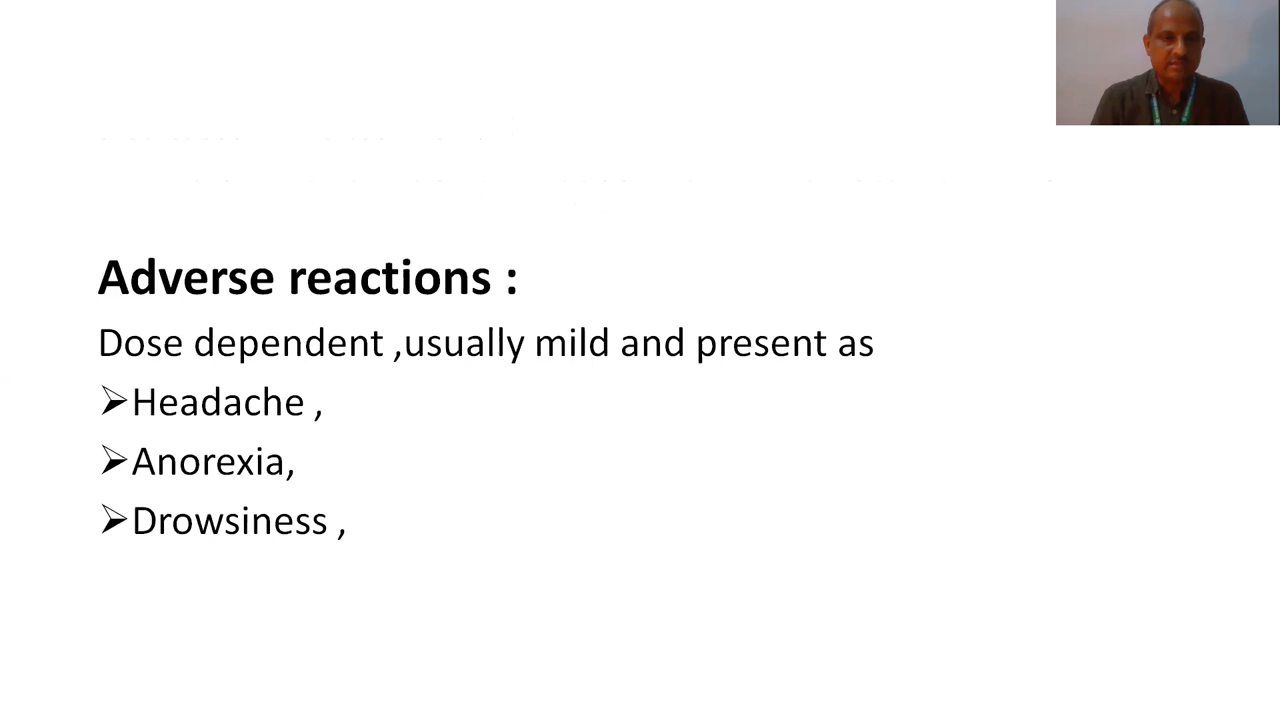 Adverse reactions :
Dose dependent ,usually mild and present as
➢Headache ,
➢Anorexia,
➢Drowsiness ,